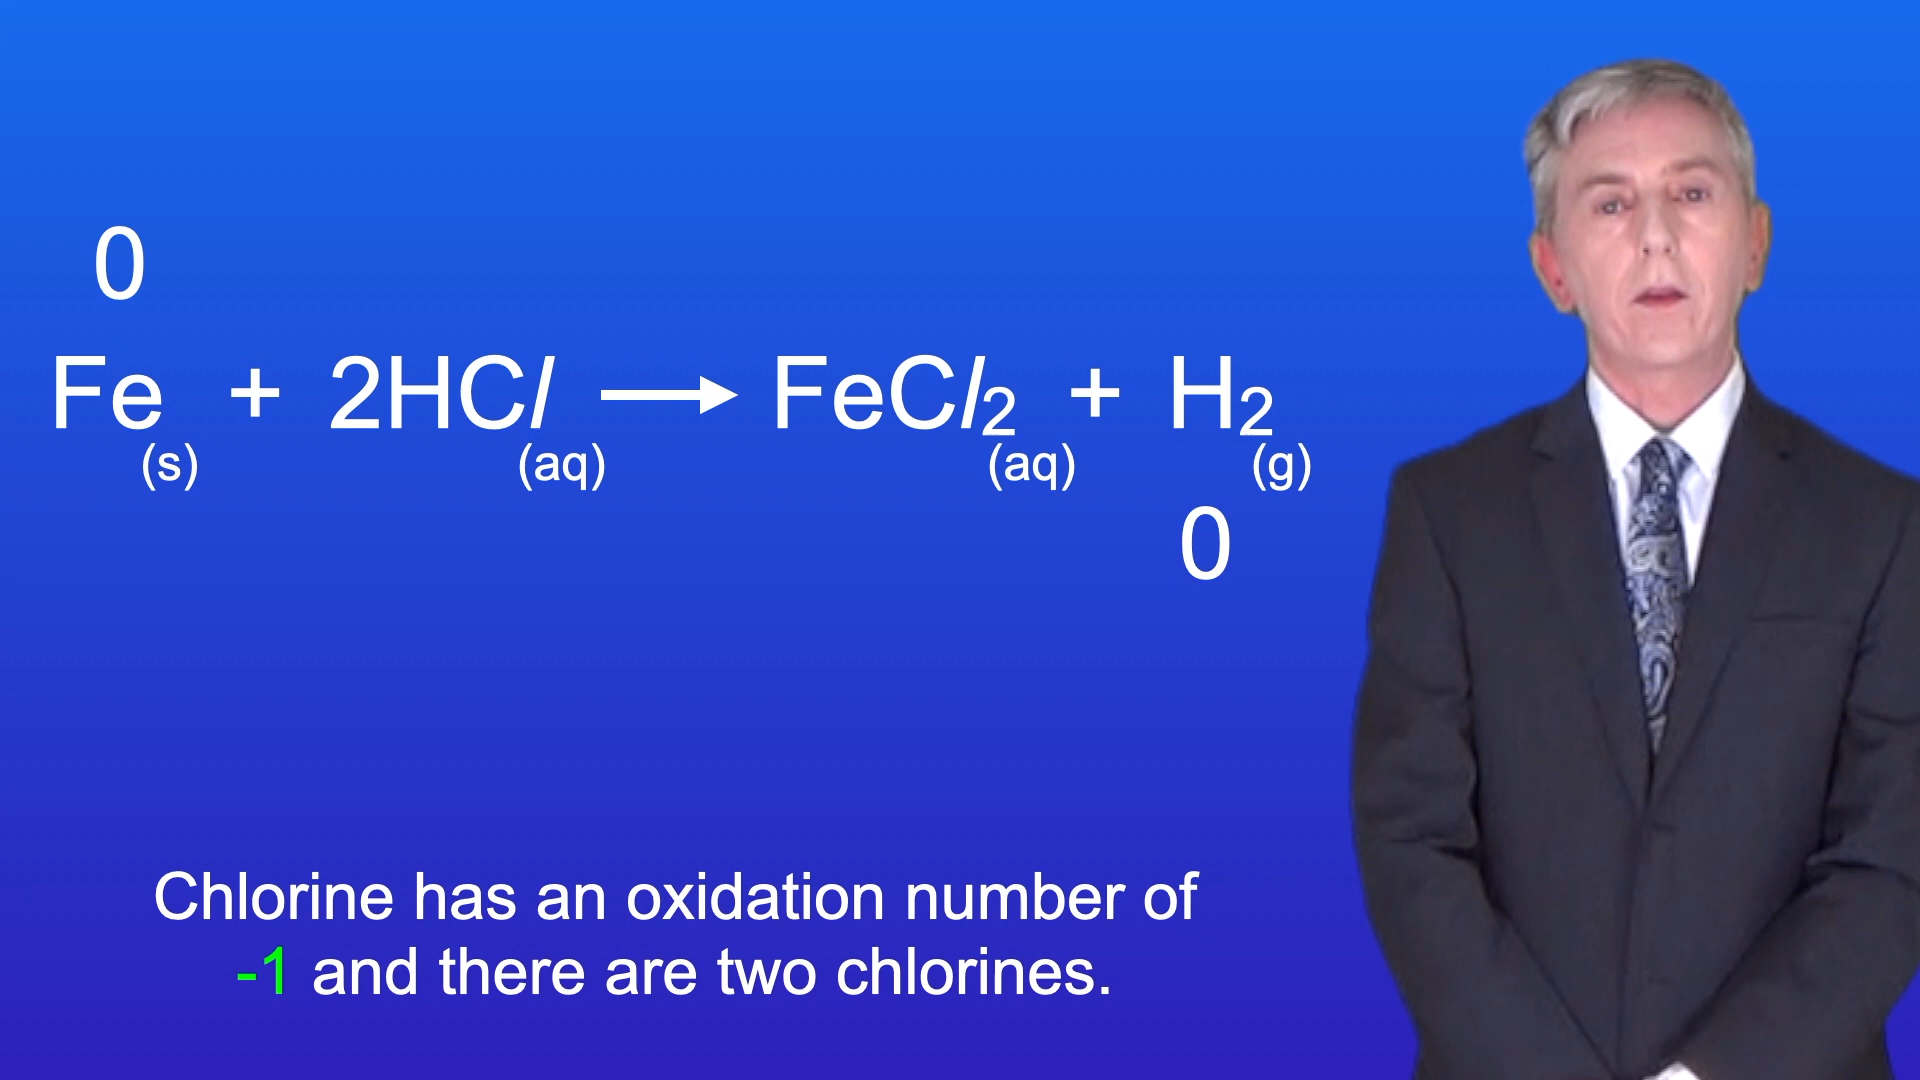 0
Fe(s) + 2HCl(aq) → FeCl2(aq) + H2(g)
0
Chlorine has an oxidation number of
-1 and there are two chlorines.